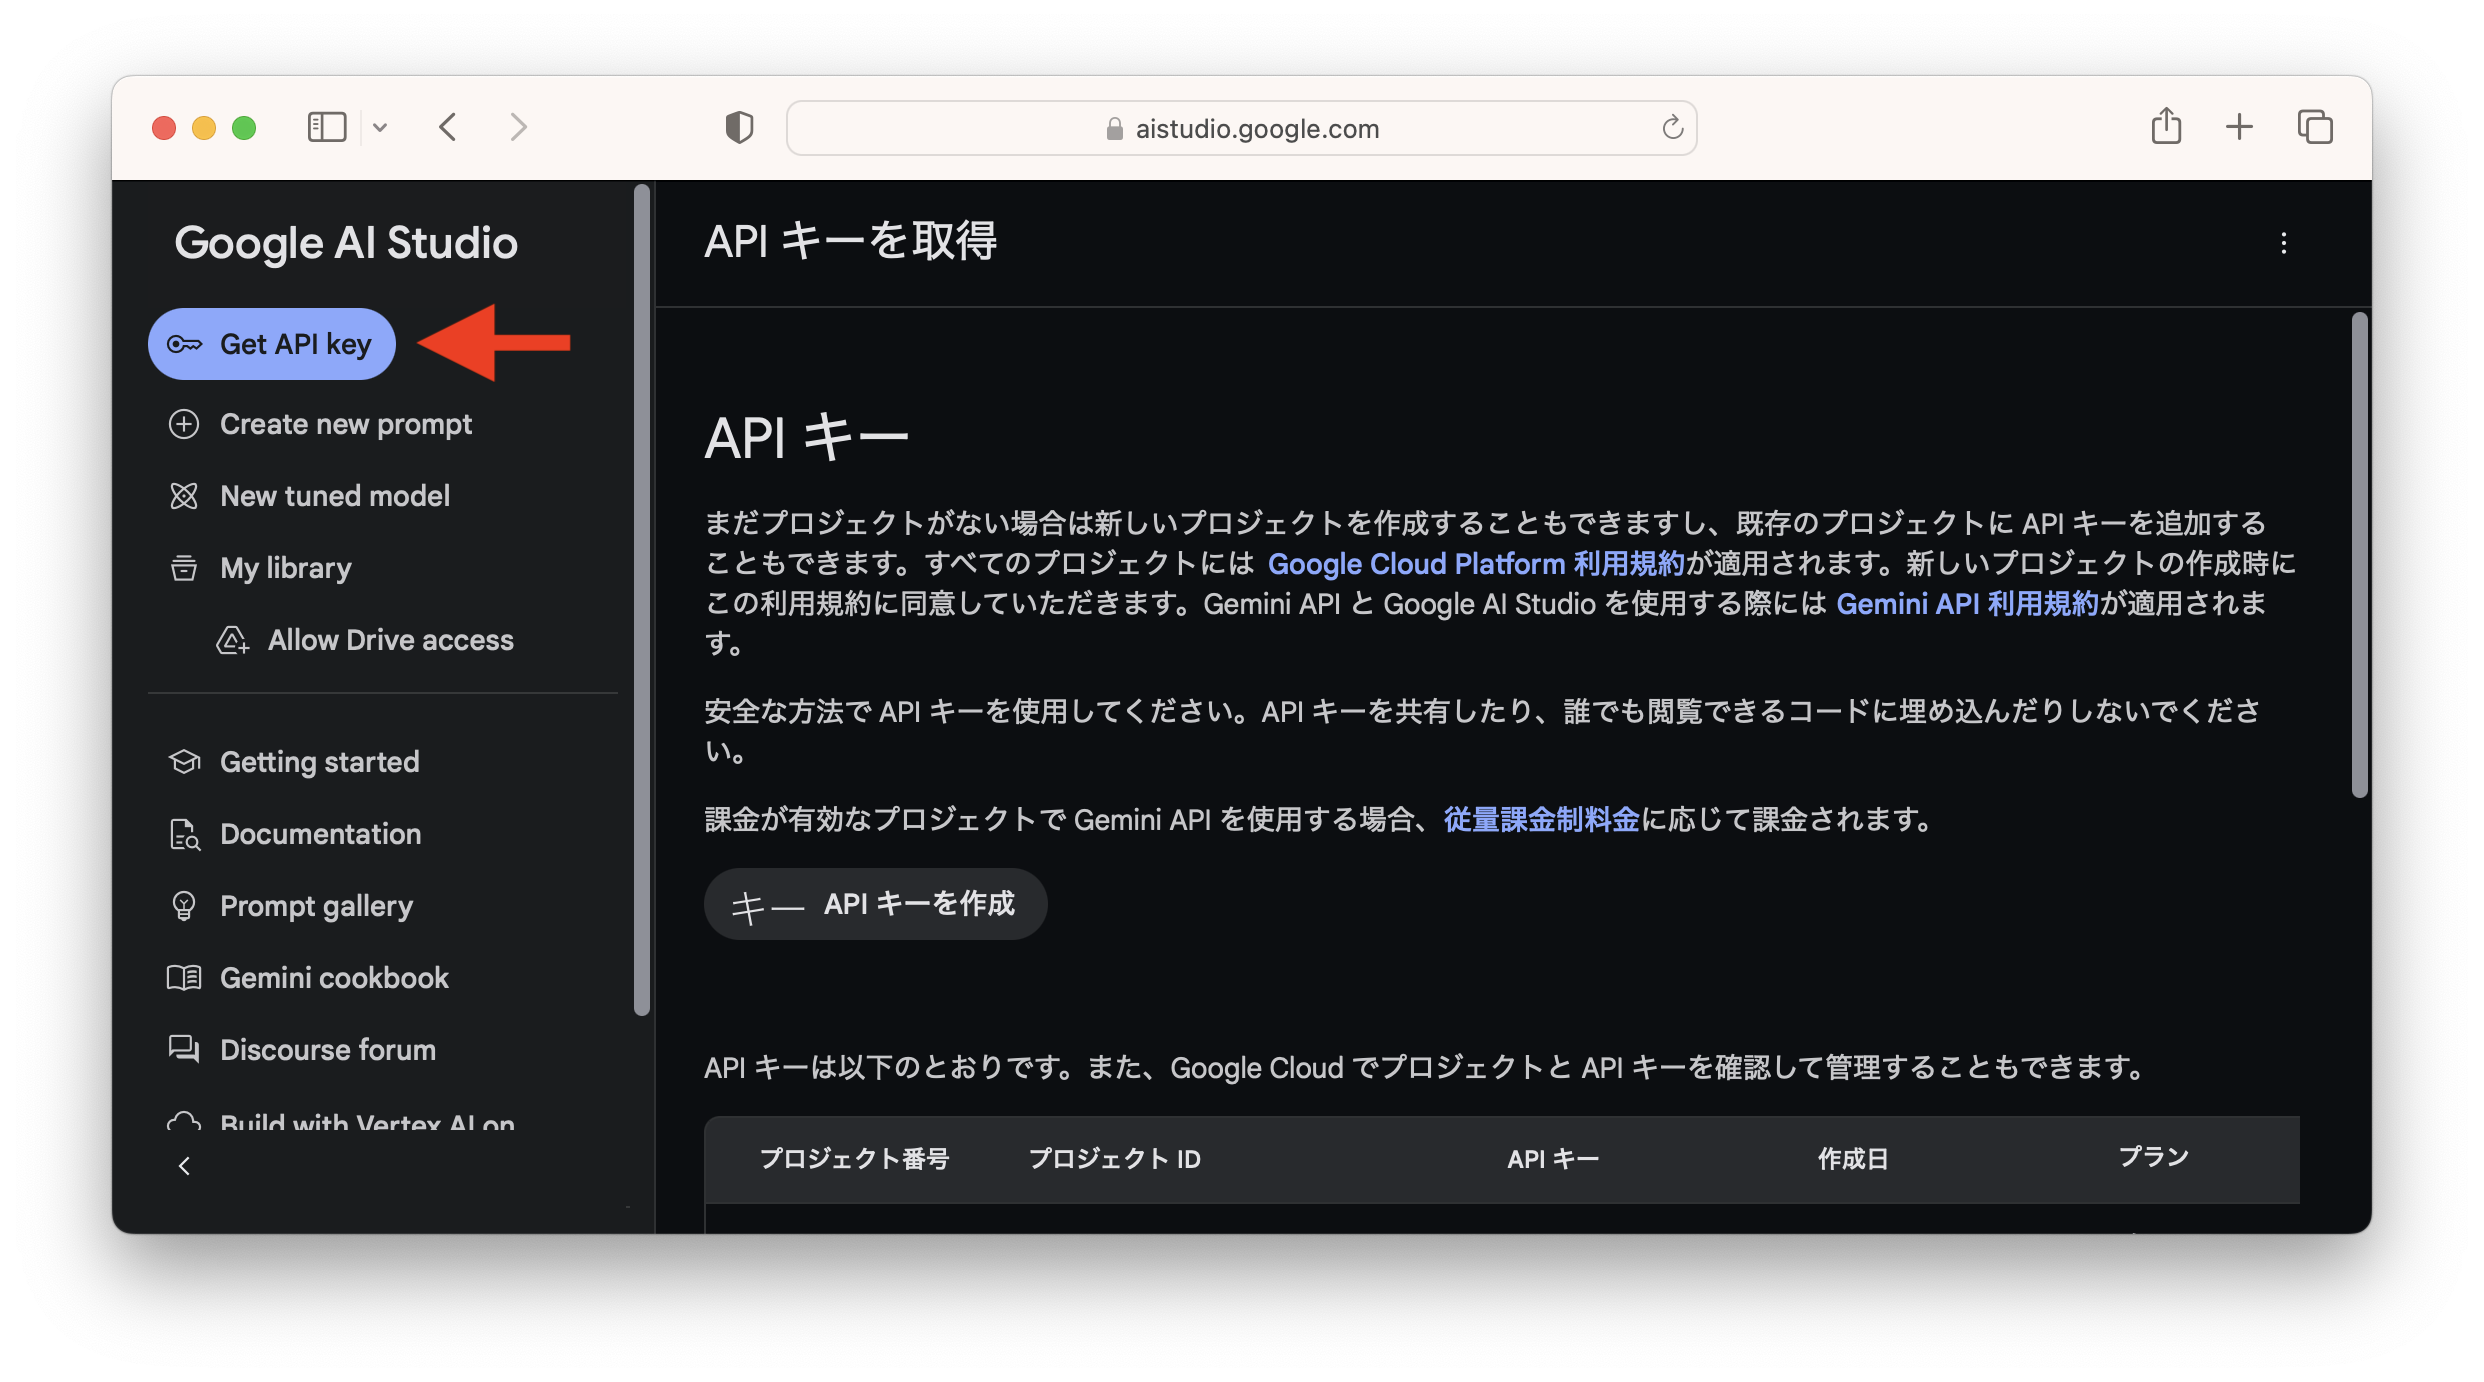 aistudio.google.com
Google AI Studio
Get API key
Create new prompt
New tuned model
My library
Allow Drive access
Getting started
Documentation
Prompt gallery
Gemini cookbook
Discourse forum
Build with Vertex AI on
API キーを取得
API キー
まだプロジェクトがない場合は新しいプロジェクトを作成することもできますし、既存のプロジェクトに API キーを追加する
こともできます。すべてのプロジェクトには Google Cloud Platform 利用規約が適用されます。新しいプロジェクトの作成時に
この利用規約に同意していただきます。Gemini API と Google AI Studio を使用する際には Gemini API 利用規約が適用されま
す。
安全な方法で API キーを使用してください。API キーを共有したり、誰でも閲覧できるコードに埋め込んだりしないでくださ
い。
課金が有効なプロジェクトで Gemini API を使用する場合、従量課金制料金に応じて課金されます。
キー API キーを作成
API キーは以下のとおりです。また、Google Cloud でプロジェクトと API キーを確認して管理することもできます。
プロジェクト番号 プロジェクト ID API キー 作成日 プラン